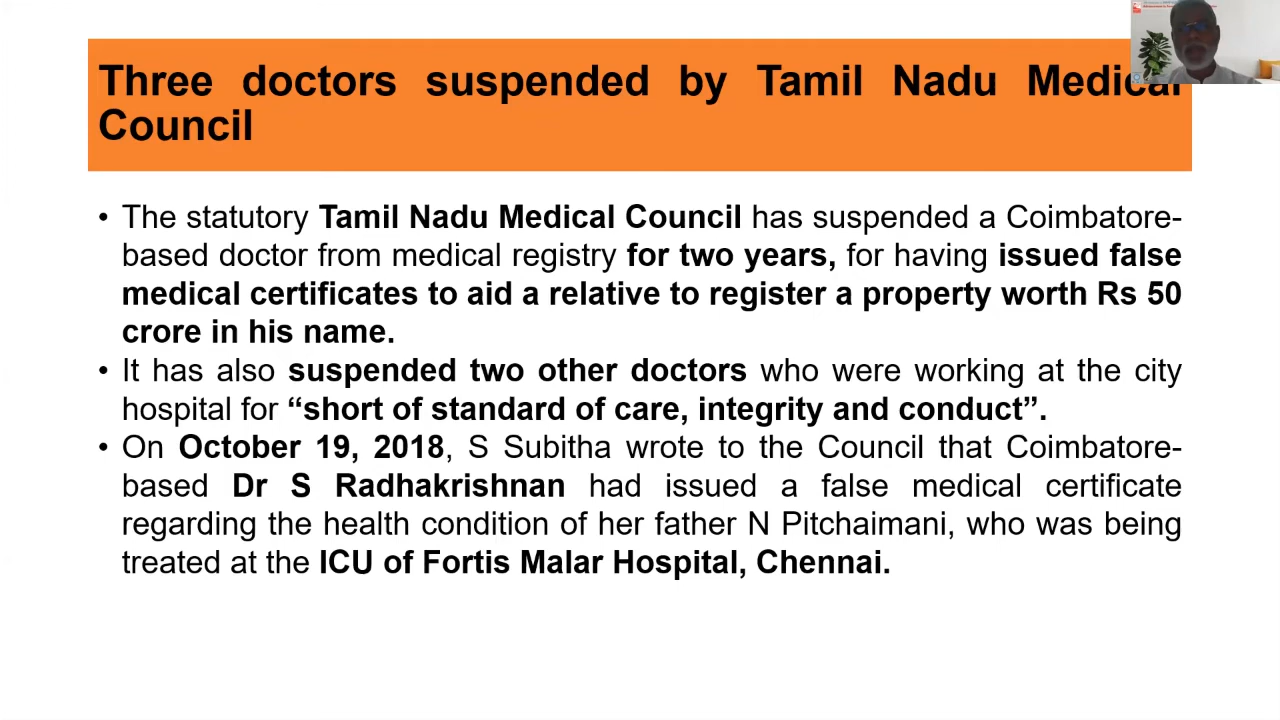 Three doctors suspended by Tamil Nadu Medical
Council
• The statutory Tamil Nadu Medical Council has suspended a Coimbatore-
based doctor from medical registry for two years, for having issued false
medical certificates to aid a relative to register a property worth Rs 50
crore in his name.
• It has also suspended two other doctors who were working at the city
hospital for “short of standard of care, integrity and conduct”.
• On October 19, 2018, S Subitha wrote to the Council that Coimbatore-
based Dr S Radhakrishnan had issued a false medical certificate
regarding the health condition of her father N Pitchaimani, who was being
treated at the ICU of Fortis Malar Hospital, Chennai.